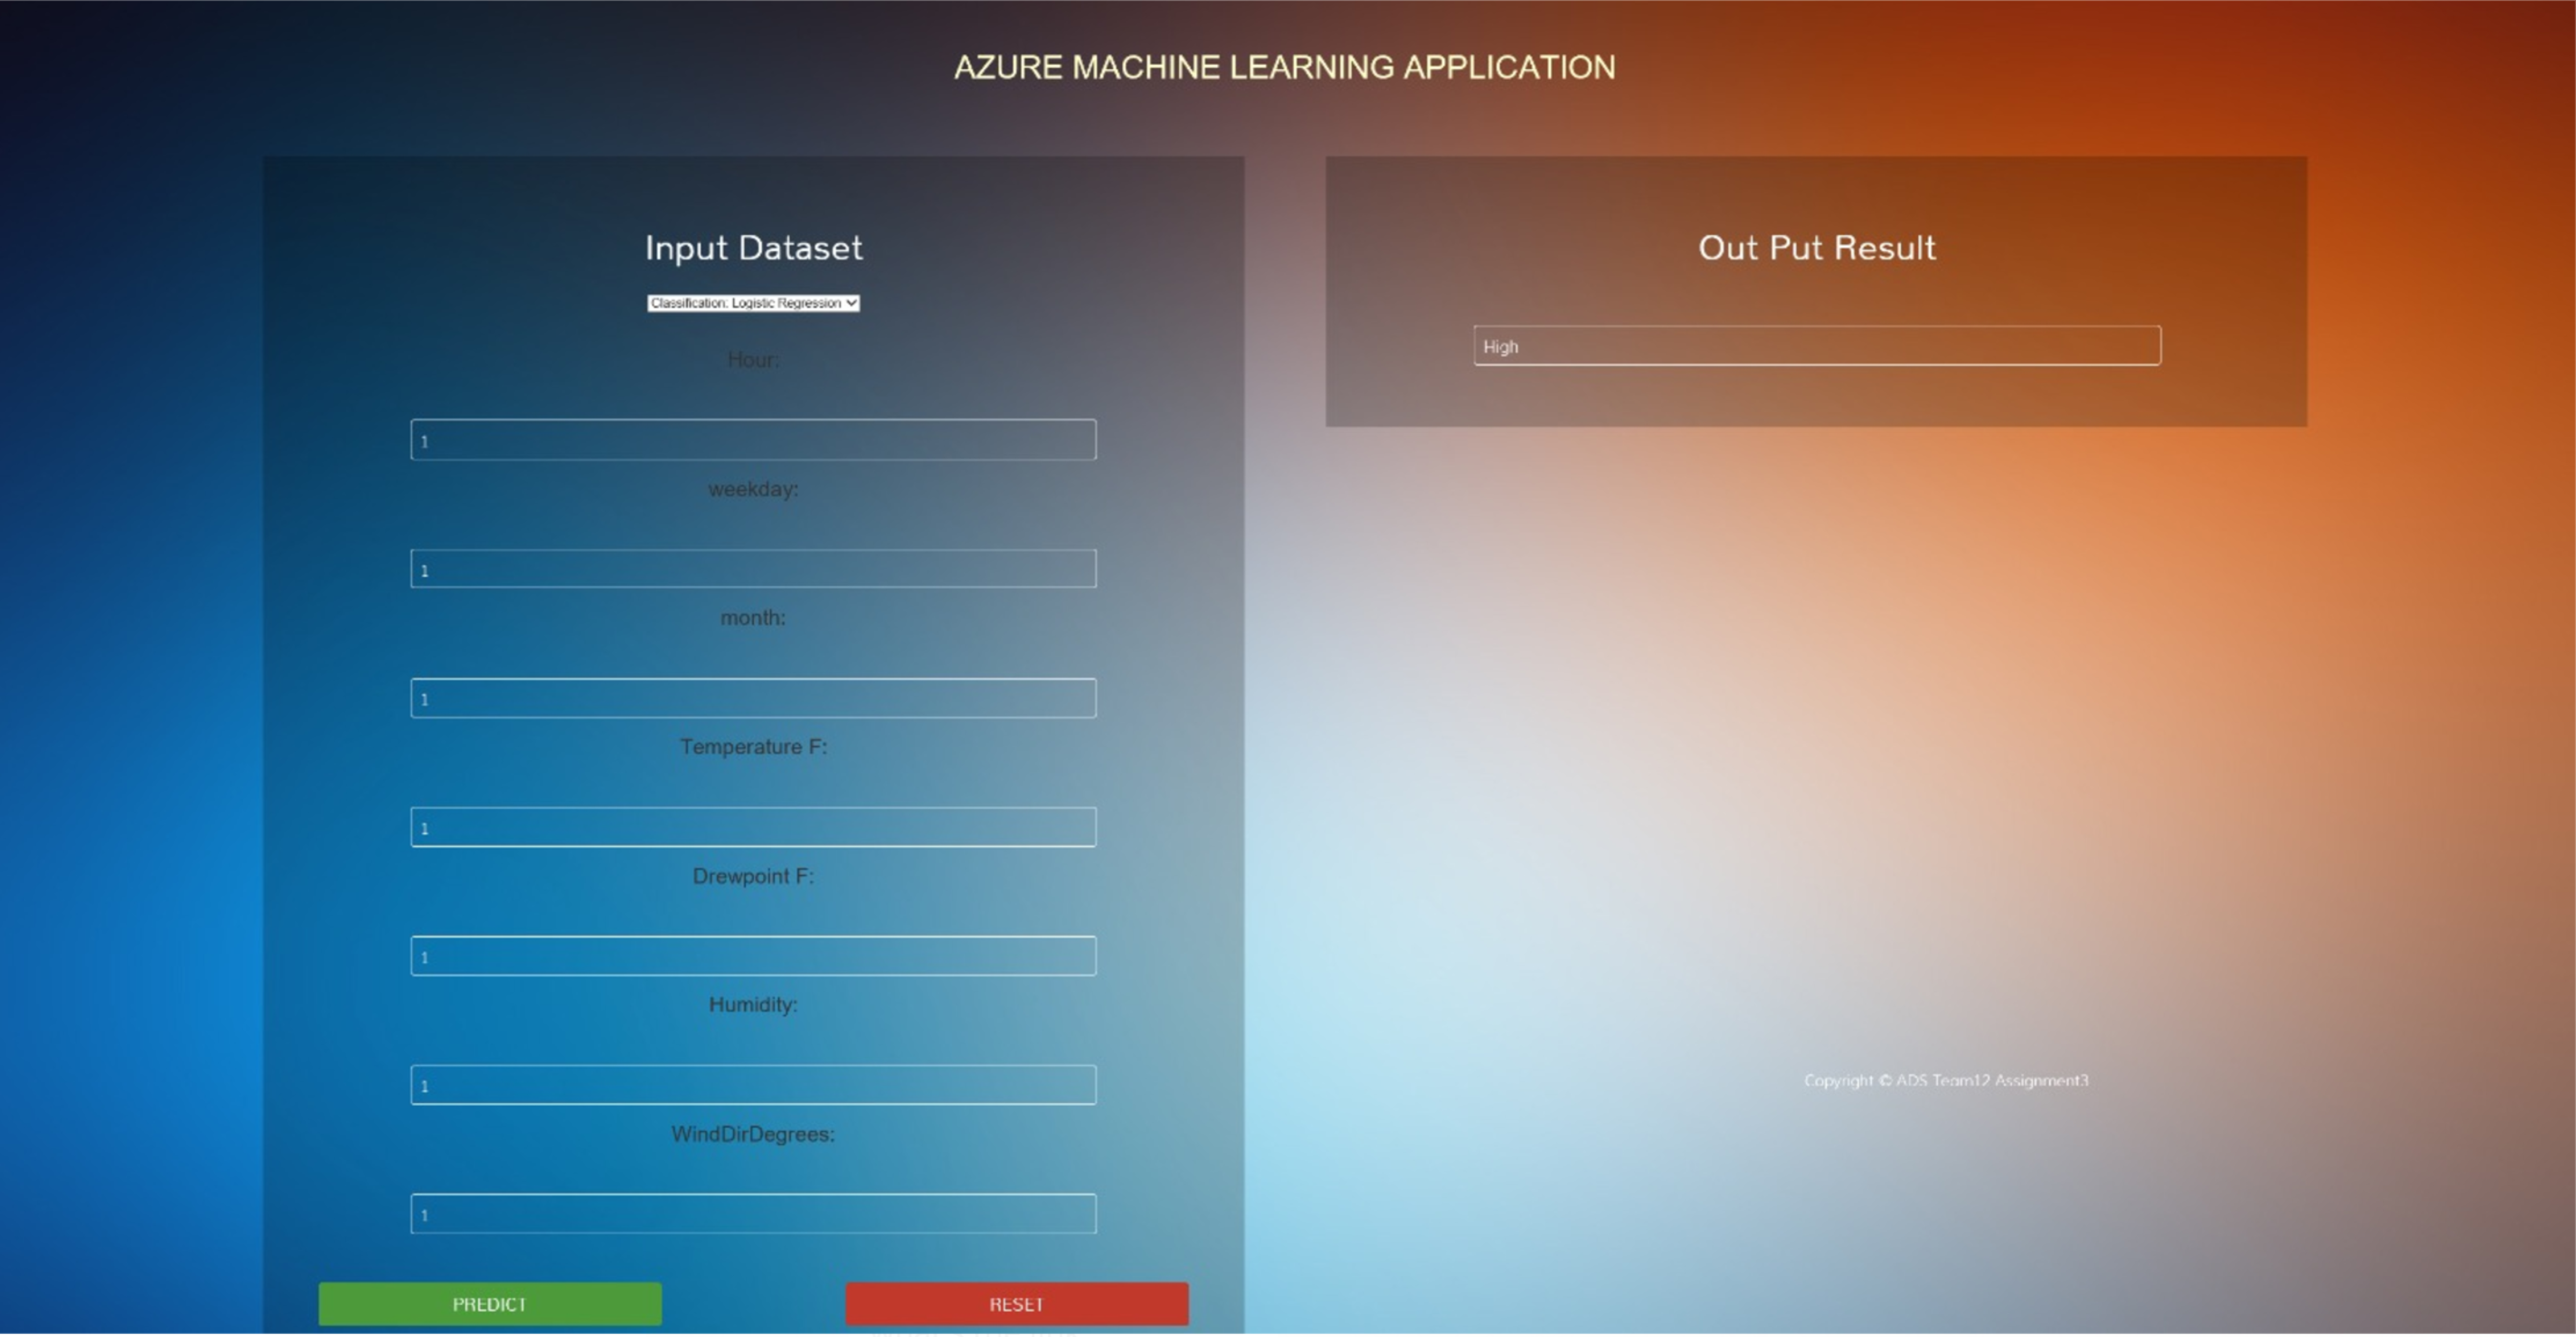 AZURE MACHINE LEARNING APPLICATION
Input Dataset
Classification: Logistic Regression
Hour:
1
weekday:
1
month:
1
Temperature F:
1
Drewpoint F:
1
Humidity:
1
WindDirDegrees:
1
PREDICT
RESET
Out Put Result
High
Copyright © ADS Team12 Assignment3